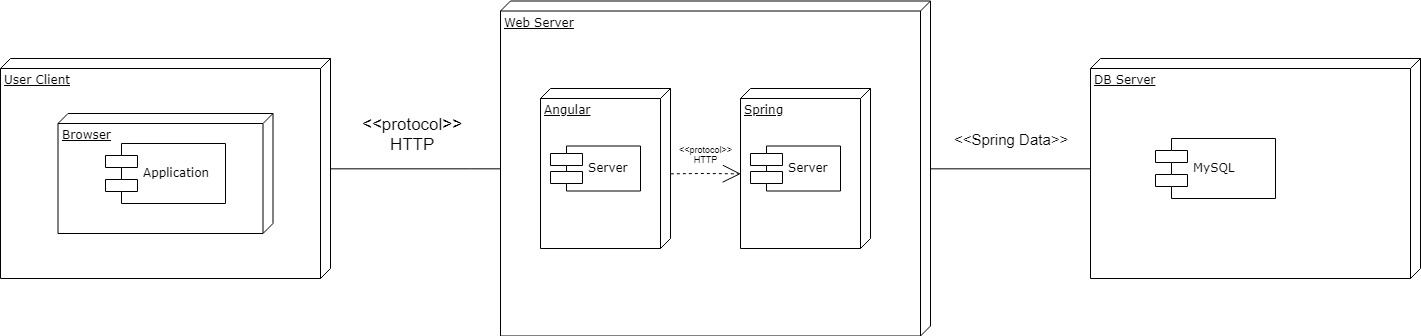 User Client
Browser
Application
<<protocol>>
HTTP
Web Server
Angular
Server
<<protocol>>
HTTP
Spring
Server
<<Spring Data>>
DB Server
MySQL